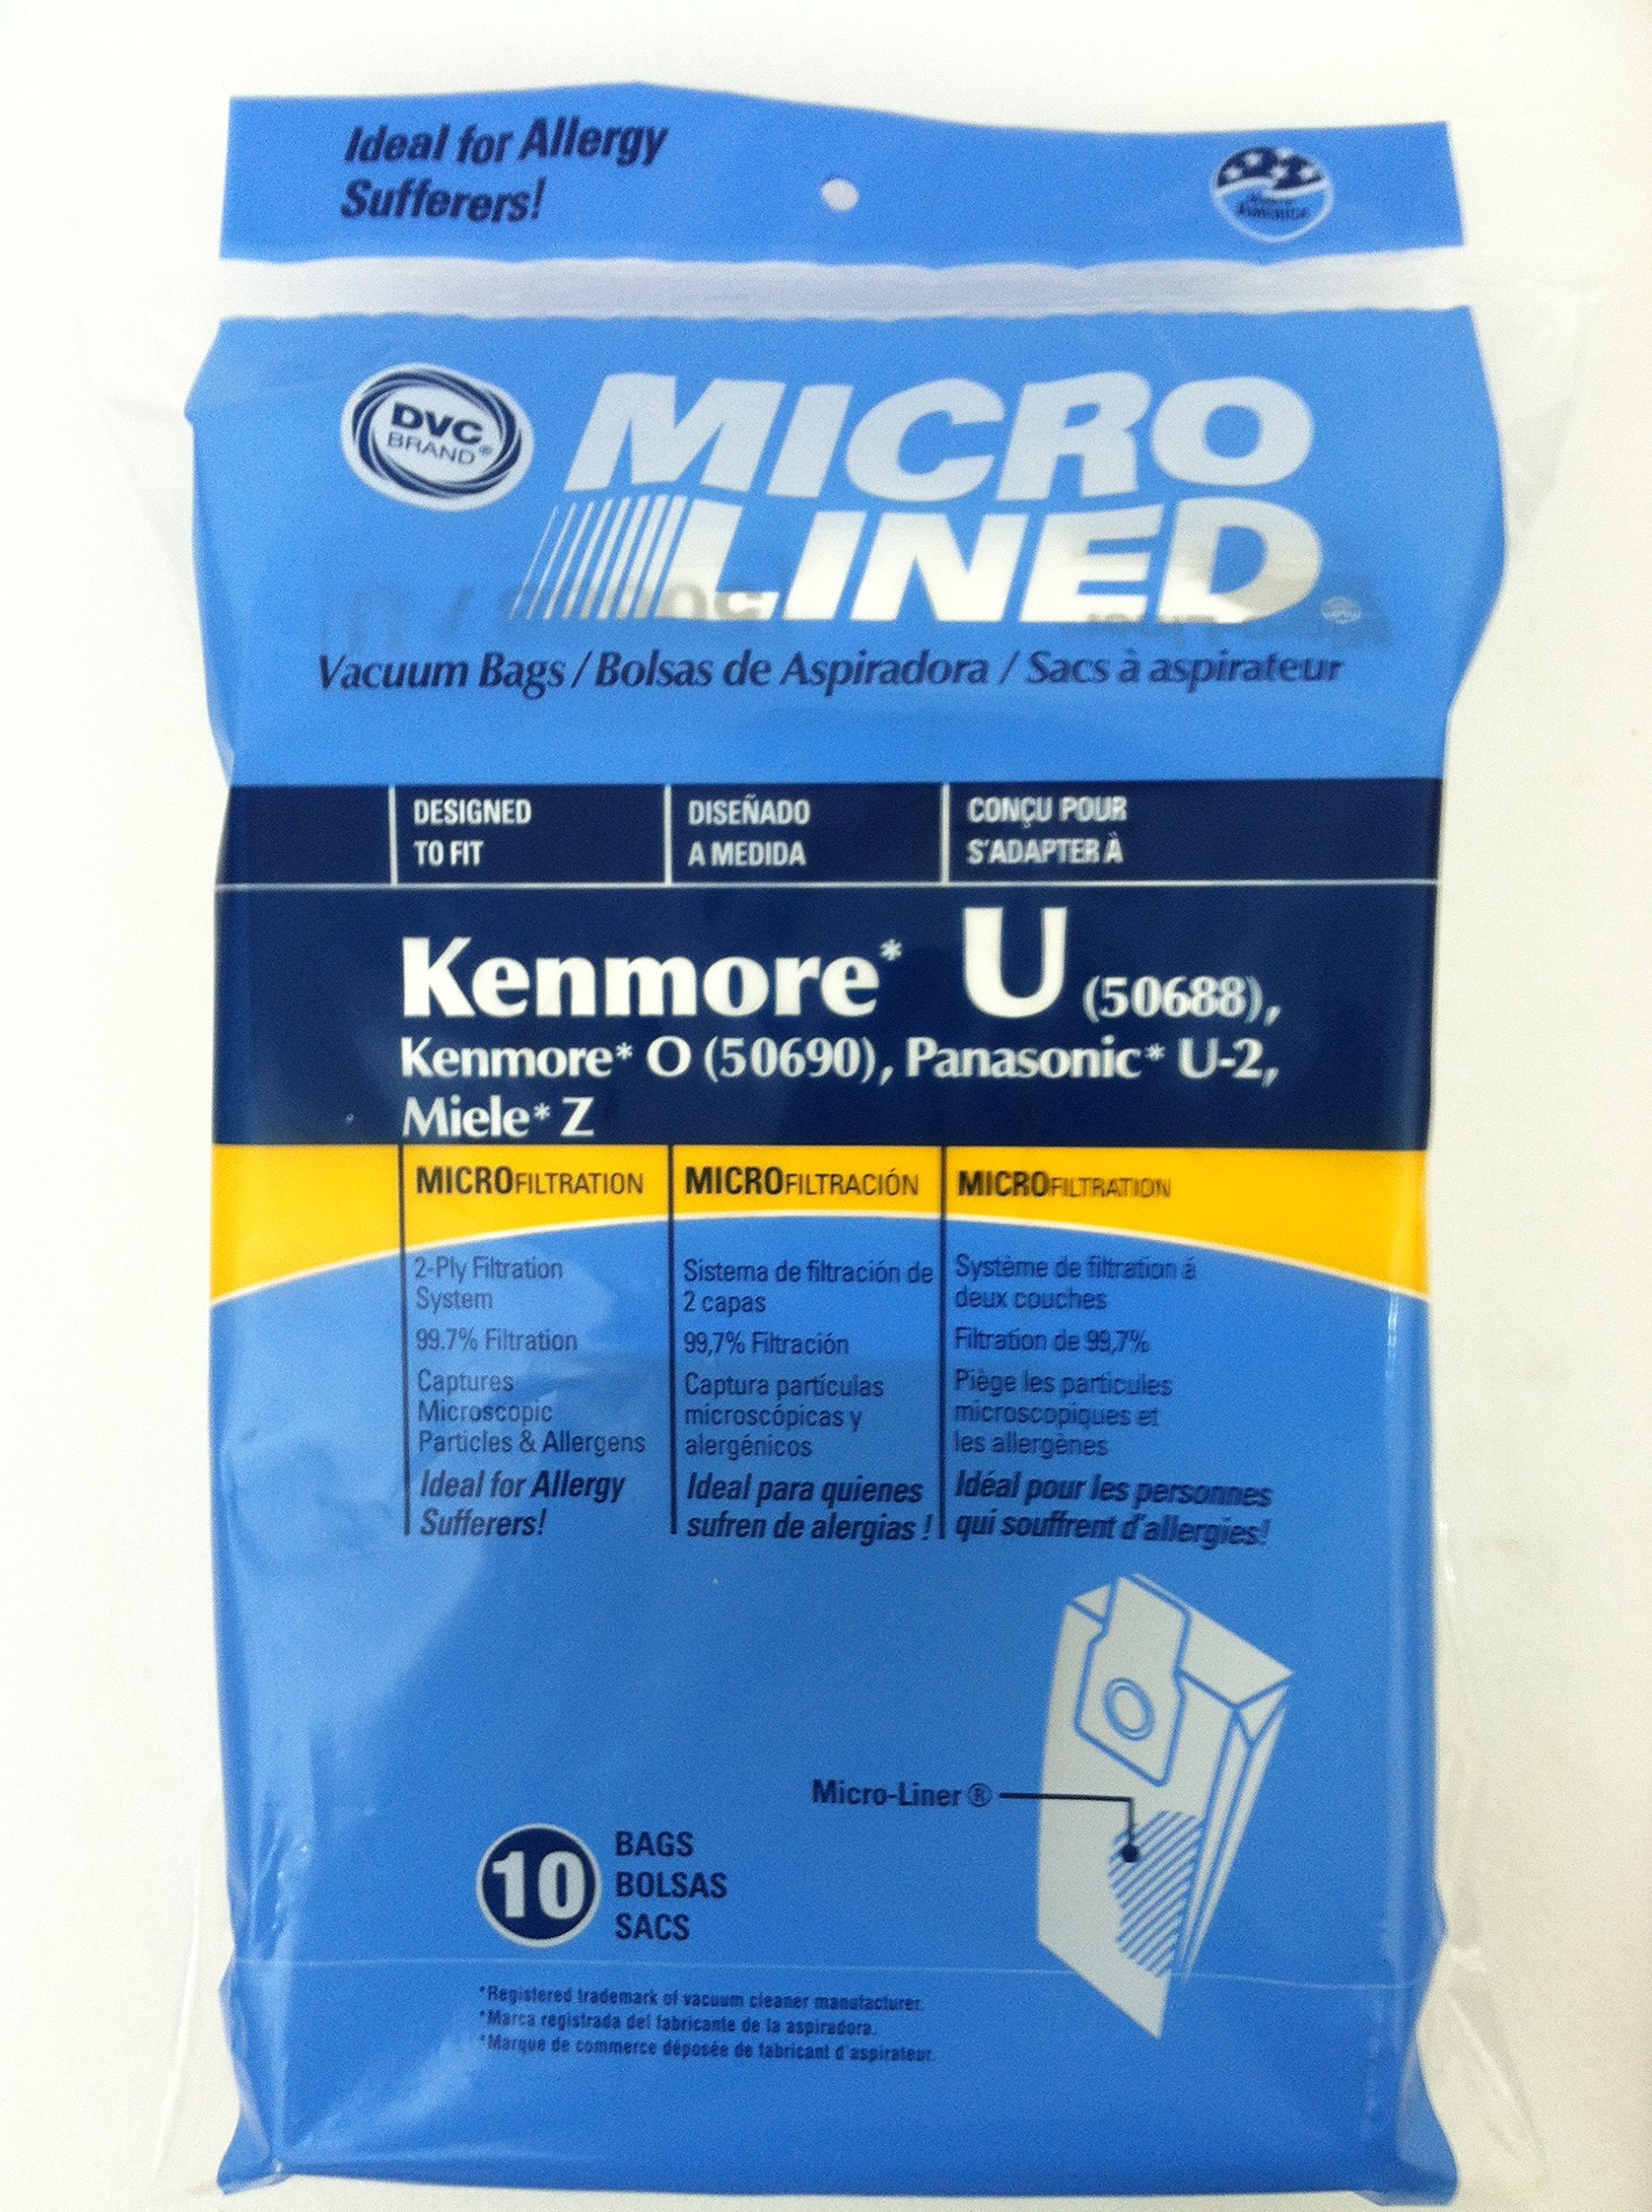 Ideal for Allergy
Sufferers!
DVC
BRAND®
MICRO
LINED
Vacuum Bags / Bolsas de Aspiradora / Sacs à aspirateur
DESIGNED
TO FIT
DISEÑADO
A MEDIDA
CONÇU POUR
S'ADAPTER À
Kenmore* U (50688),
Kenmore* O (50690), Panasonic* U-2,
Miele* Z
MICROFILTRATION
2-Ply Filtration
System
99.7% Filtration
Captures
Microscopic
Particles & Allergens
Ideal for Allergy
Sufferers!
MICROFILTRACIÓN
Sistema de filtración de
2 capas
99,7% Filtración
Captura partículas
microscópicas y
alergénicos
Ideal para quienes
sufren de alergias !
MICROFILTRATION
Système de filtration á
deux couches
Filtration de 99,7%
Piège les particules
microscopiques et
les allergènes
Idéal pour les personnes
qui souffrent d'allergies!
Micro-Liner ®
10
BAGS
BOLSAS
SACS
*Registered trademark of vacuum cleaner manufacturer.
*Marca registrada del fabricante de la aspiradora.
*Marque de commerce déposée de fabricant d'aspirateur.